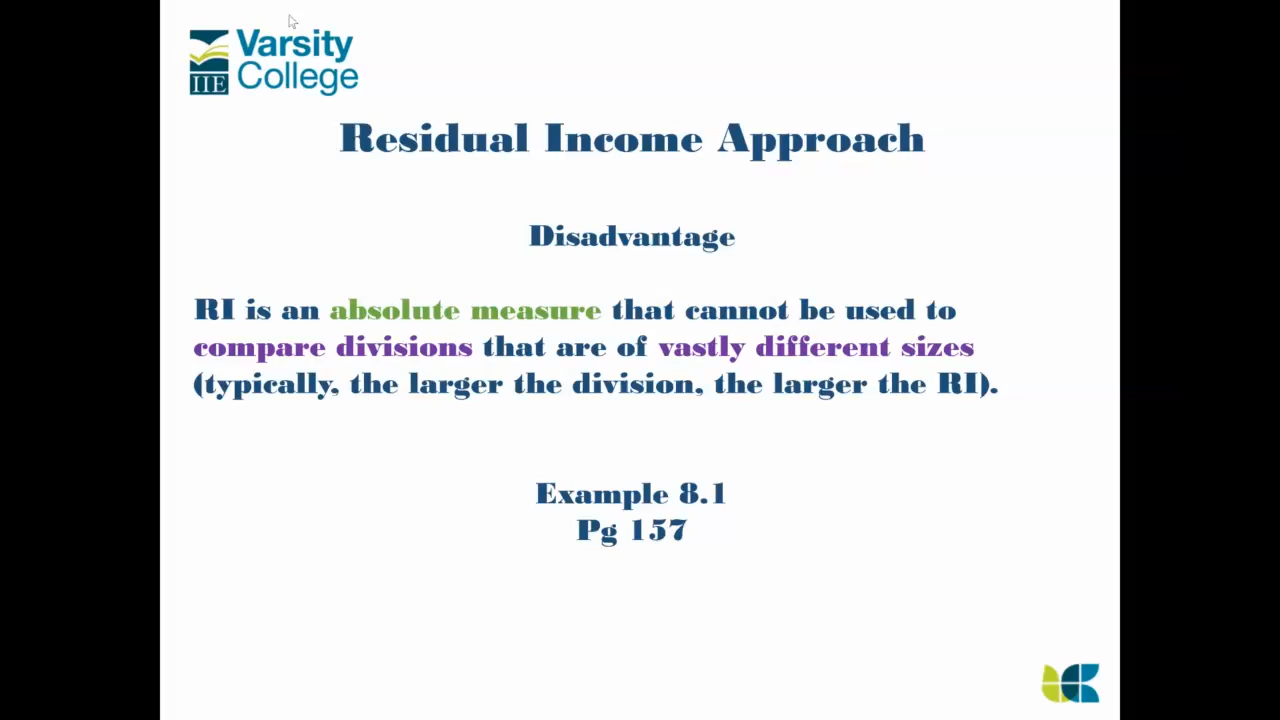 Varsity
College
IIE
Residual Income Approach
Disadvantage
RI is an absolute measure that cannot be used to
compare divisions that are of vastly different sizes
(typically, the larger the division, the larger the RI).
Example 8.1
Pg 157